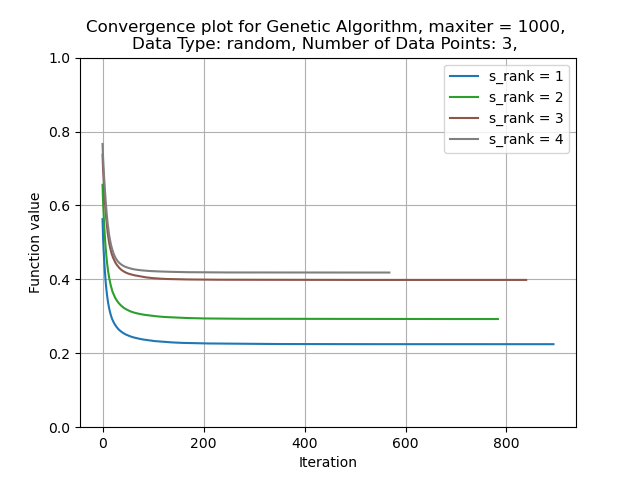 Convergence plot for Genetic Algorithm, maxiter = 1000,
Data Type: random, Number of Data Points: 3,
1.0
s_rank = 1
s_rank = 2
s_rank = 3
s_rank = 4
0.8
0.6
0.4
0.2
0.0
Function value
0 200 400 600 800
Iteration